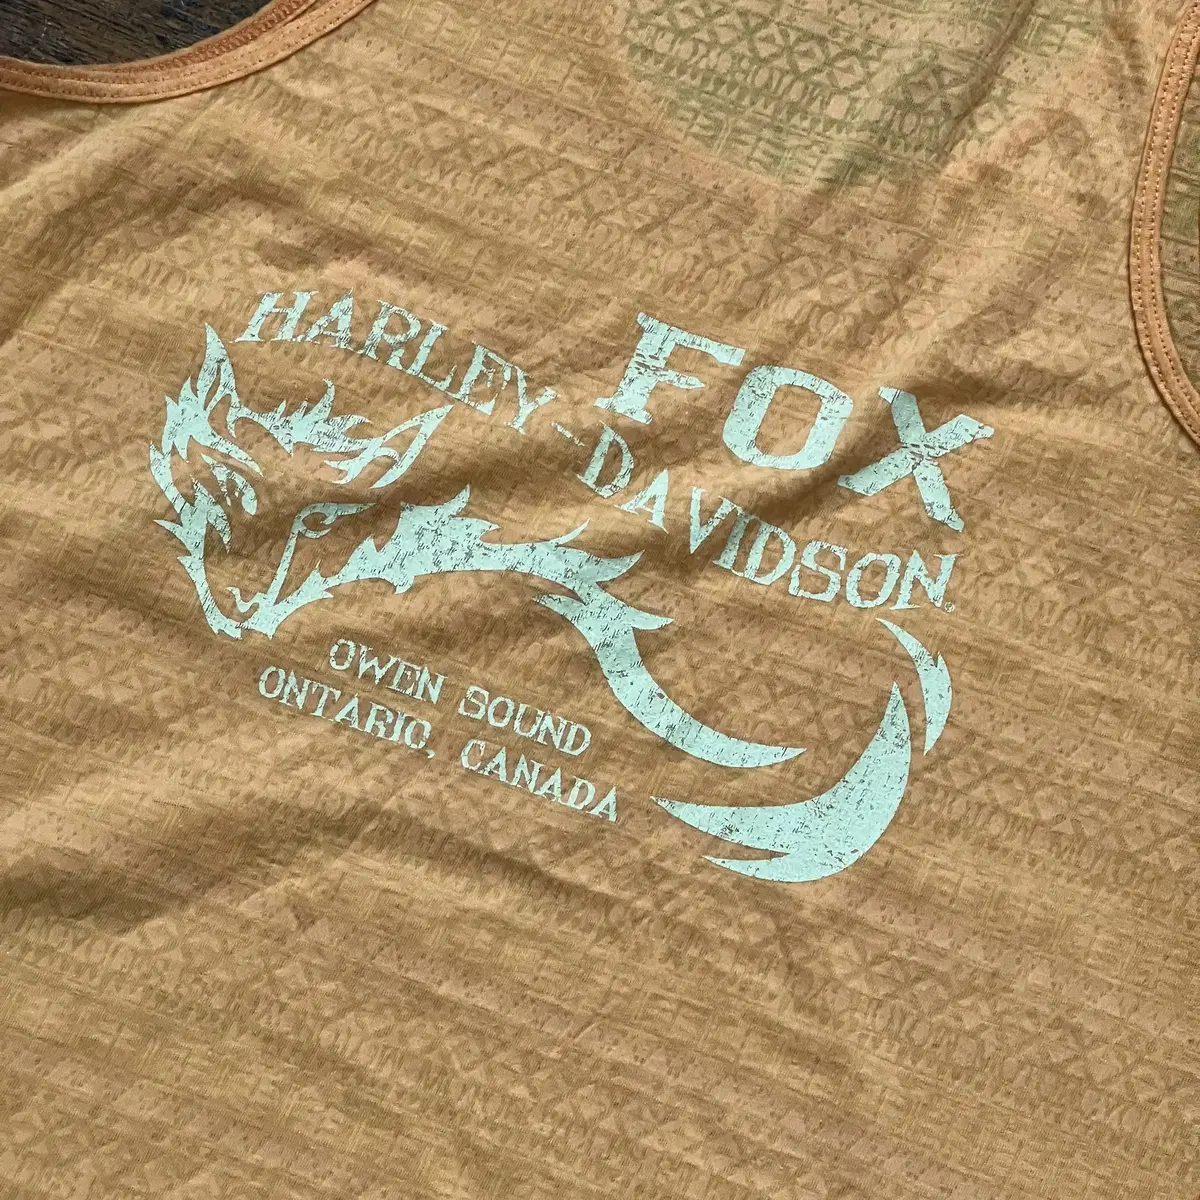 FOX
HARLEY-DAVIDSON®
OWEN SOUND
ONTARIO, CANADA